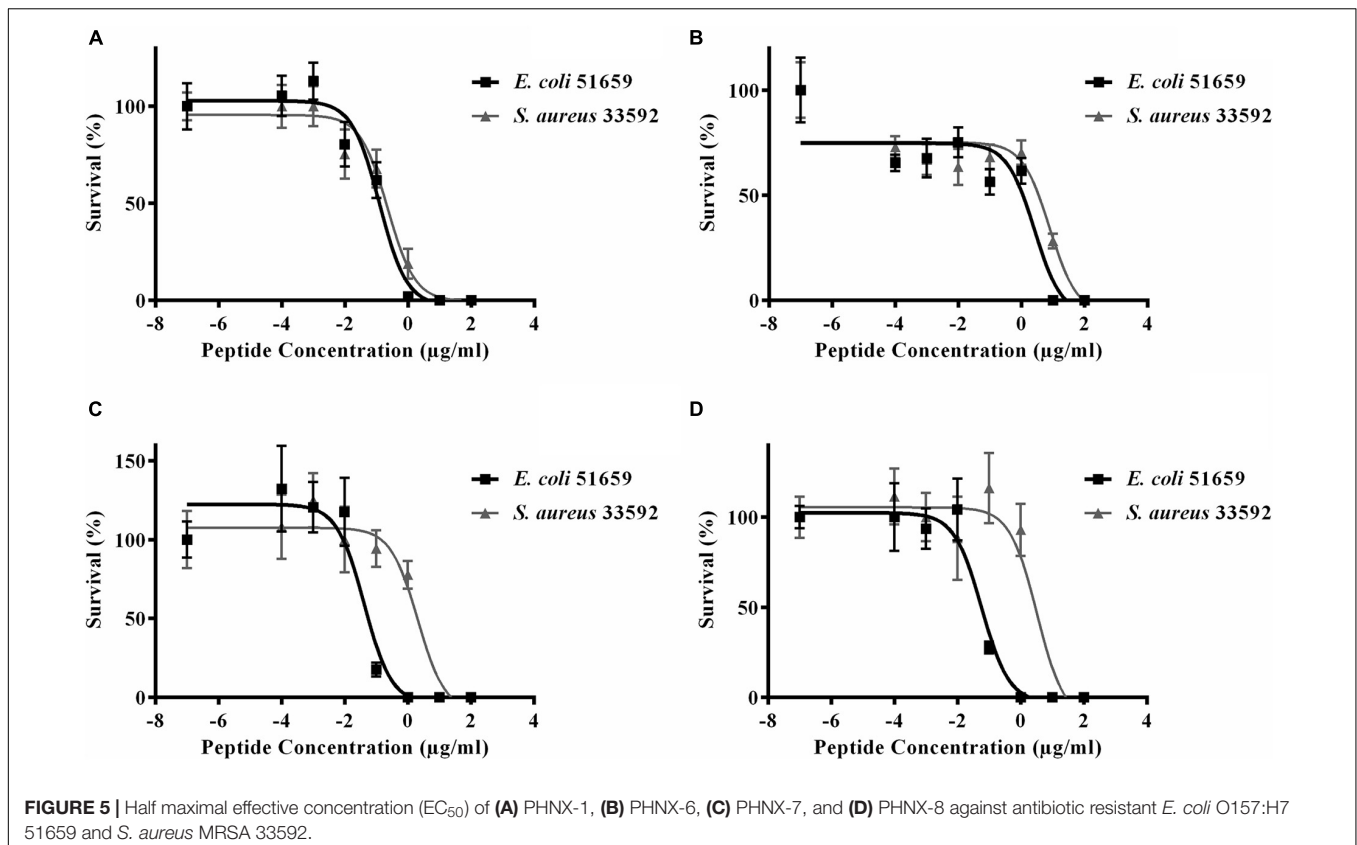 A
E. coli 51659
S. aureus 33592
Survival (%)
100
50
0
-8 -6 -4 -2 0 2 4
Peptide Concentration (µg/ml)
B
E. coli 51659
S. aureus 33592
Survival (%)
100
50
0
-8 -6 -4 -2 0 2 4
Peptide Concentration (µg/ml)
C
E. coli 51659
S. aureus 33592
Survival (%)
150
100
50
0
-8 -6 -4 -2 0 2 4
Peptide Concentration (µg/ml)
D
E. coli 51659
S. aureus 33592
Survival (%)
100
50
0
-8 -6 -4 -2 0 2 4
Peptide Concentration (µg/ml)
FIGURE 5 | Half maximal effective concentration (EC50) of (A) PHNX-1, (B) PHNX-6, (C) PHNX-7, and (D) PHNX-8 against antibiotic resistant E. coli O157:H7
51659 and S. aureus MRSA 33592.